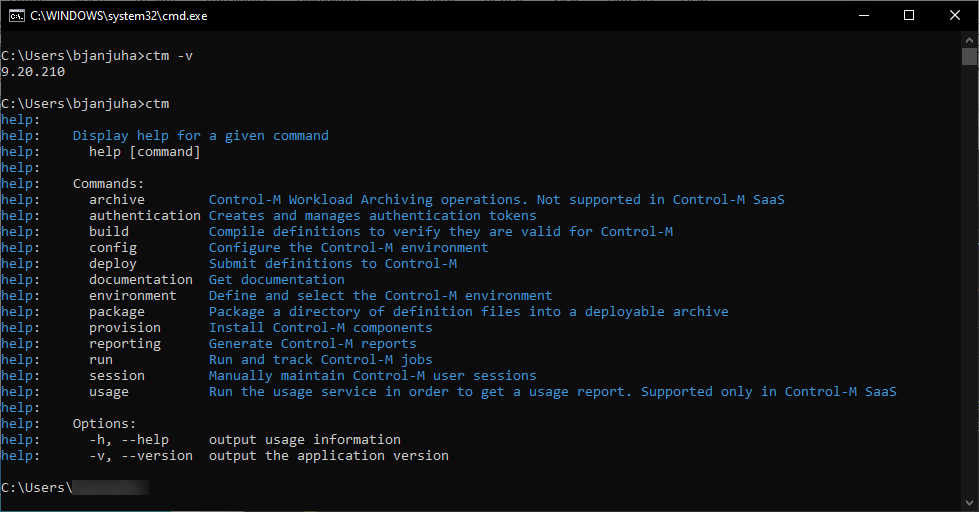 C:\WINDOWS\system32\cmd.exe
C:\Users\bjanjuha>ctm -v
9.20.210
C:\Users\bjanjuha>ctm
help:
help:    Display help for a given command
help:      help [command]
help:
help:    Commands:
help:      archive        Control-M Workload Archiving operations. Not supported in Control-M SaaS
help:      authentication Creates and manages authentication tokens
help:      build          Compile definitions to verify they are valid for Control-M
help:      config         Configure the Control-M environment
help:      deploy         Submit definitions to Control-M
help:      documentation  Get documentation
help:      environment    Define and select the Control-M environment
help:      package        Package a directory of definition files into a deployable archive
help:      provision      Install Control-M components
help:      reporting      Generate Control-M reports
help:      run            Run and track Control-M jobs
help:      session        Manually maintain Control-M user sessions
help:      usage          Run the usage service in order to get a usage report. Supported only in Control-M SaaS
help:
help:    Options:
help:      -h, --help     output usage information
help:      -v, --version  output the application version
C:\Users\